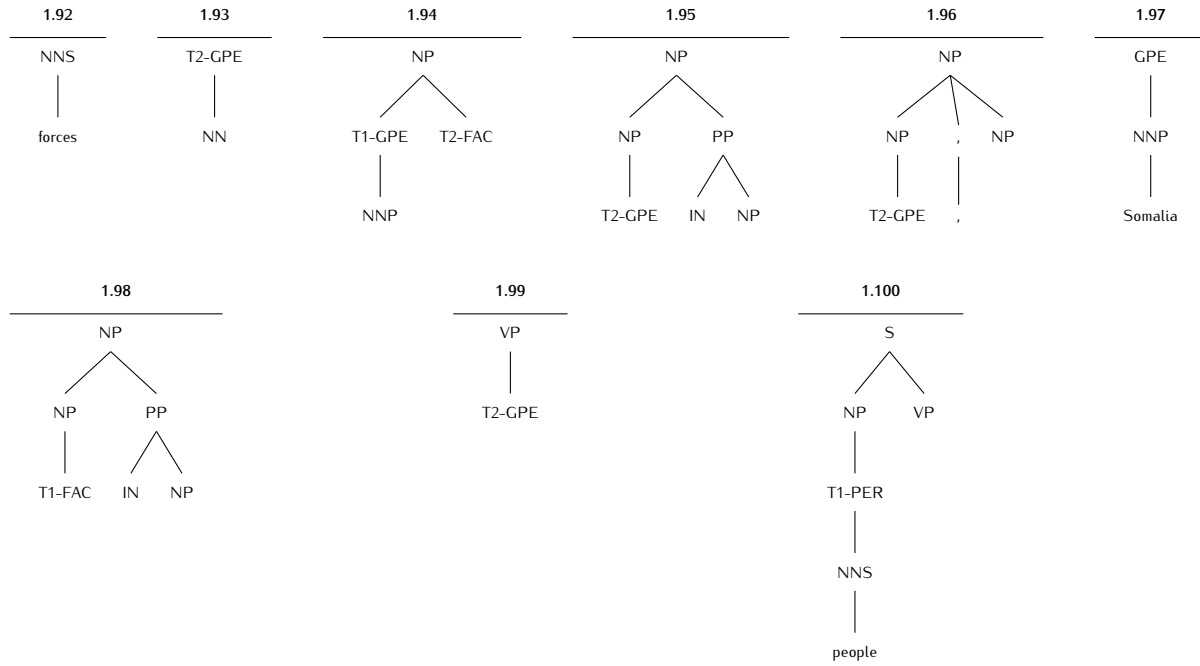 1.92 1.93 1.94 1.95 1.96 1.97
NNS T2-GPE NP NP NP GPE
forces NN T1-GPE T2-FAC NP PP NP , NP NNP
NNP T2-GPE IN NP T2-GPE , Somalia
1.98 1.99 1.100
NP VP S
NP PP T2-GPE NP VP
T1-FAC IN NP T1-PER
NNS
people